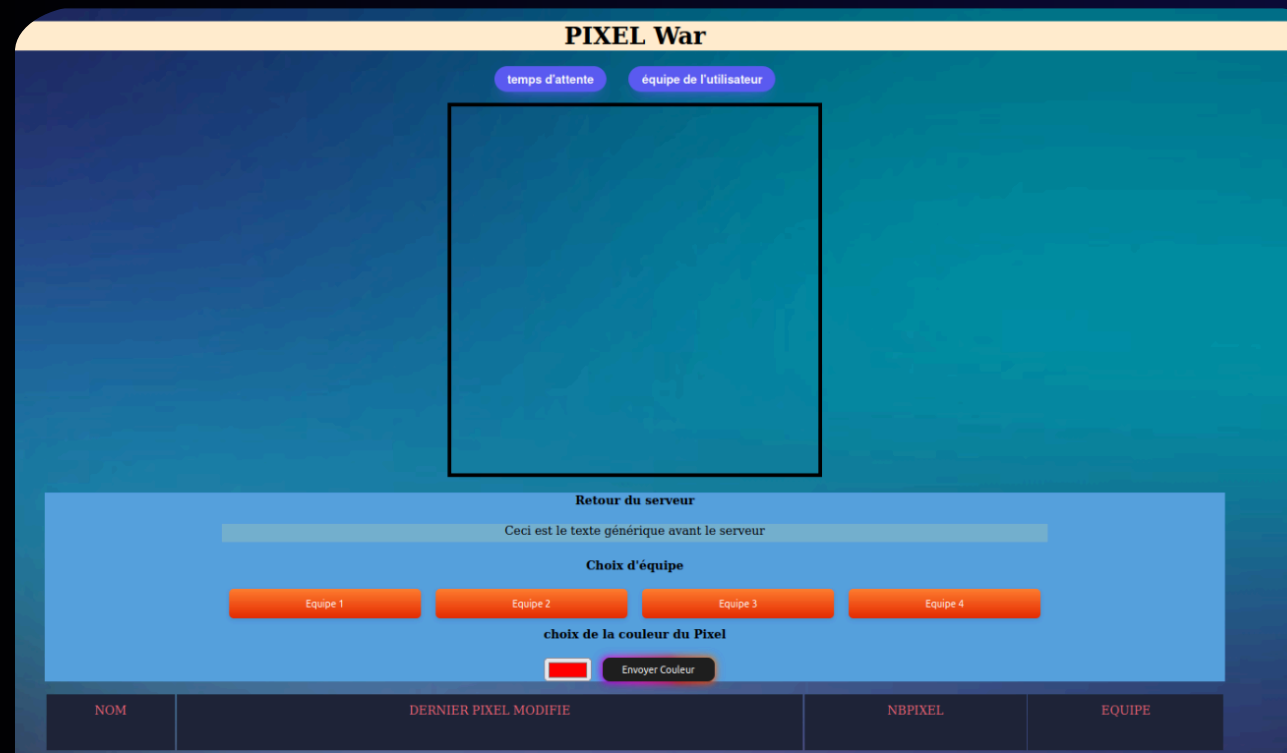 PIXEL War
temps d'attente équipe de l'utilisateur
Retour du serveur
Ceci est le texte générique avant le serveur
Choix d'équipe
Equipe 1 Equipe 2 Equipe 3 Equipe 4
choix de la couleur du Pixel
Envoyer Couleur
NOM DERNIER PIXEL MODIFIE NBPIXEL EQUIPE